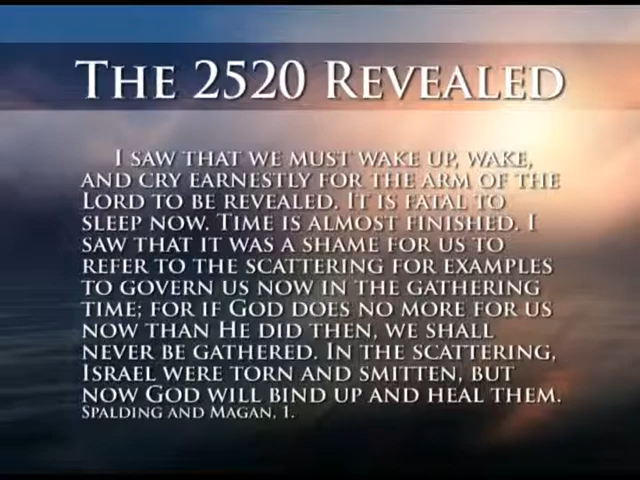 THE 2520 REVEALED
I SAW THAT WE MUST WAKE UP, WAKE,
AND CRY EARNESTLY FOR THE ARM OF THE
LORD TO BE REVEALED. IT IS FATAL TO
SLEEP NOW. TIME IS ALMOST FINISHED. I
SAW THAT IT WAS A SHAME FOR US TO
REFER TO THE SCATTERING FOR EXAMPLES
TO GOVERN US NOW IN THE GATHERING
TIME; FOR IF GOD DOES NO MORE FOR US
NOW THAN HE DID THEN, WE SHALL
NEVER BE GATHERED. IN THE SCATTERING,
ISRAEL WERE TORN AND SMITTEN, BUT
NOW GOD WILL BIND UP AND HEAL THEM.
SPALDING AND MAGAN, 1.